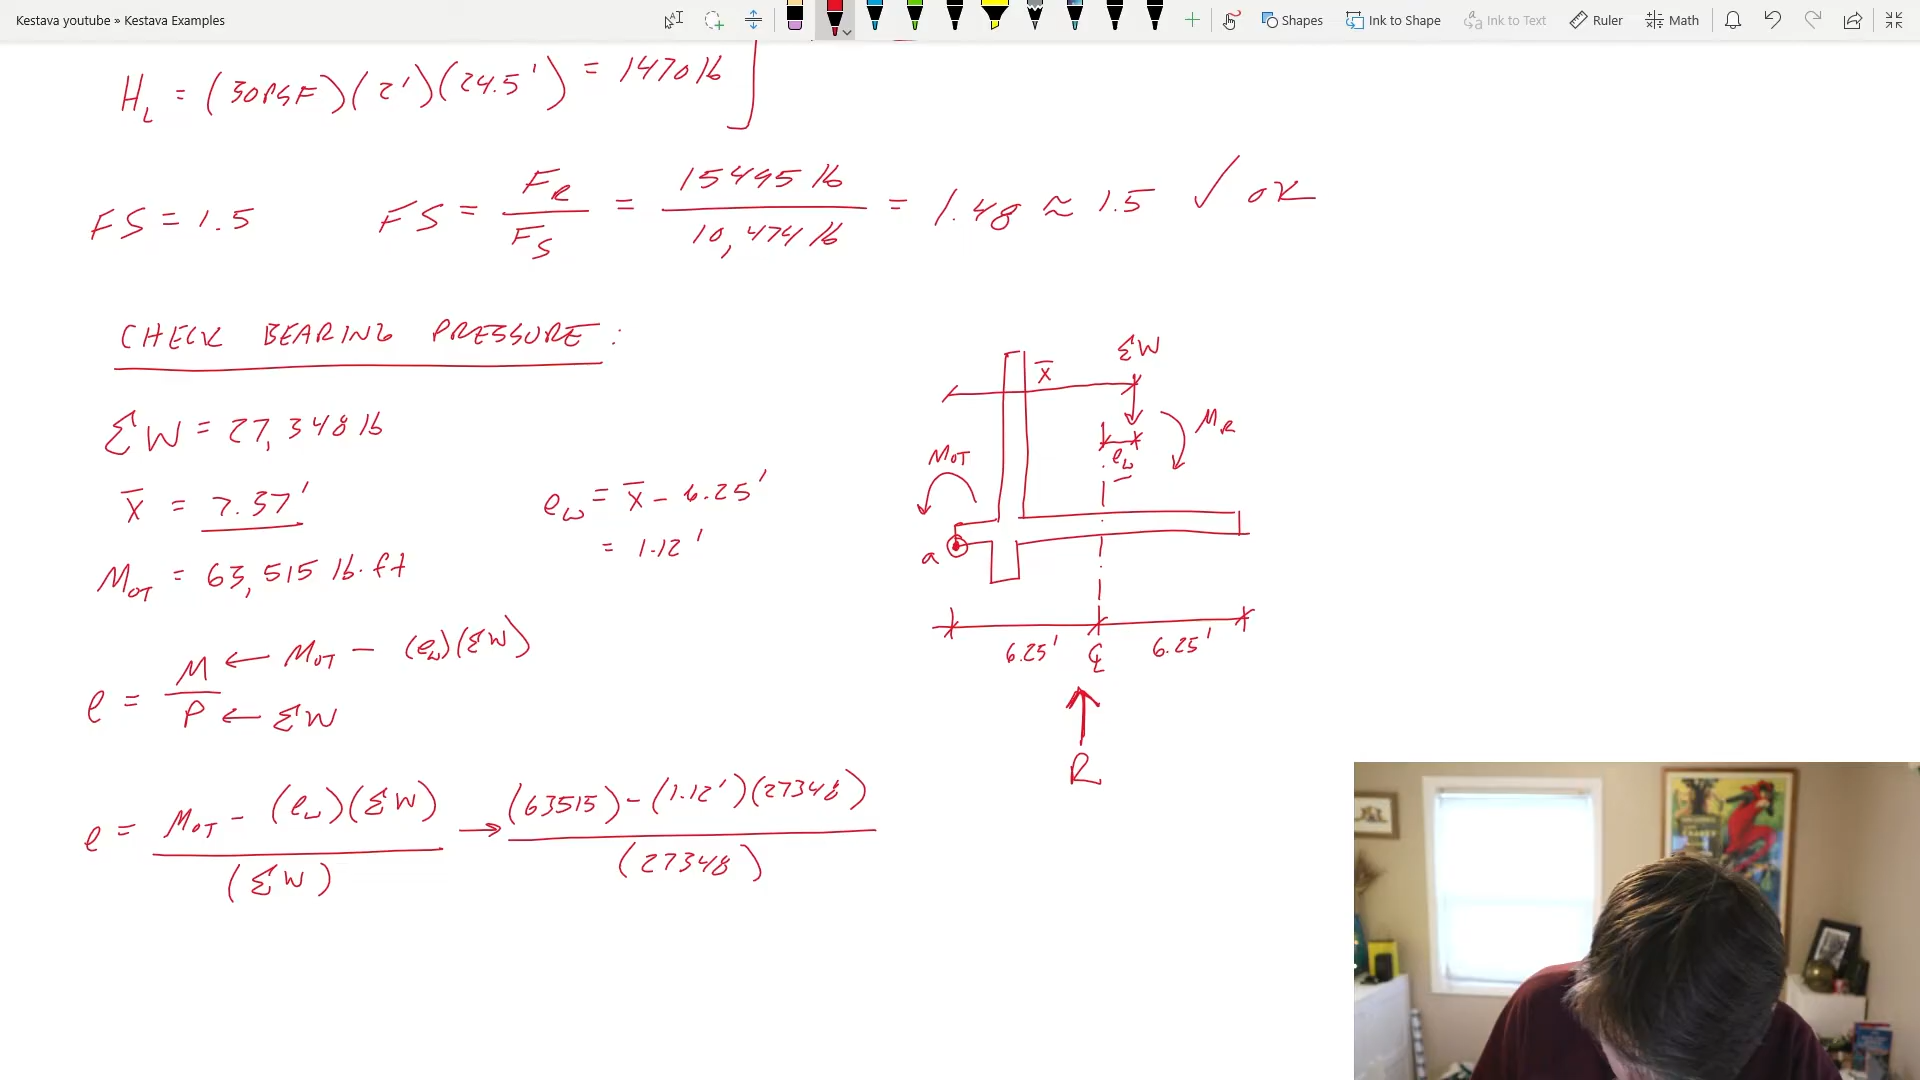 Kestava youtube » Kestava Examples
Shapes
Ink to Shape
Ink to Text
Ruler
Math
H_L = (30PSF)(2')(24.5') = 1470 lb
FS = 1.5 FS = F_R / F_S = 15495 lb / 10,474 lb = 1.48 ≈ 1.5 ✓ OK
CHECK BEARING PRESSURE:
ΣW = 27,348 lb
x̄ = 7.37'
e_w = x̄ - 6.25'
= 1.12'
M_OT = 63,515 lb·ft
e = M / P
M ← M_OT - (e_w)(ΣW)
P ← ΣW
e = M_OT - (e_w)(ΣW) / (ΣW) → (63515) - (1.12')(27348) / (27348)
ΣW
x̄
M_R
e_w
M_OT
a
6.25' ℄ 6.25'
R